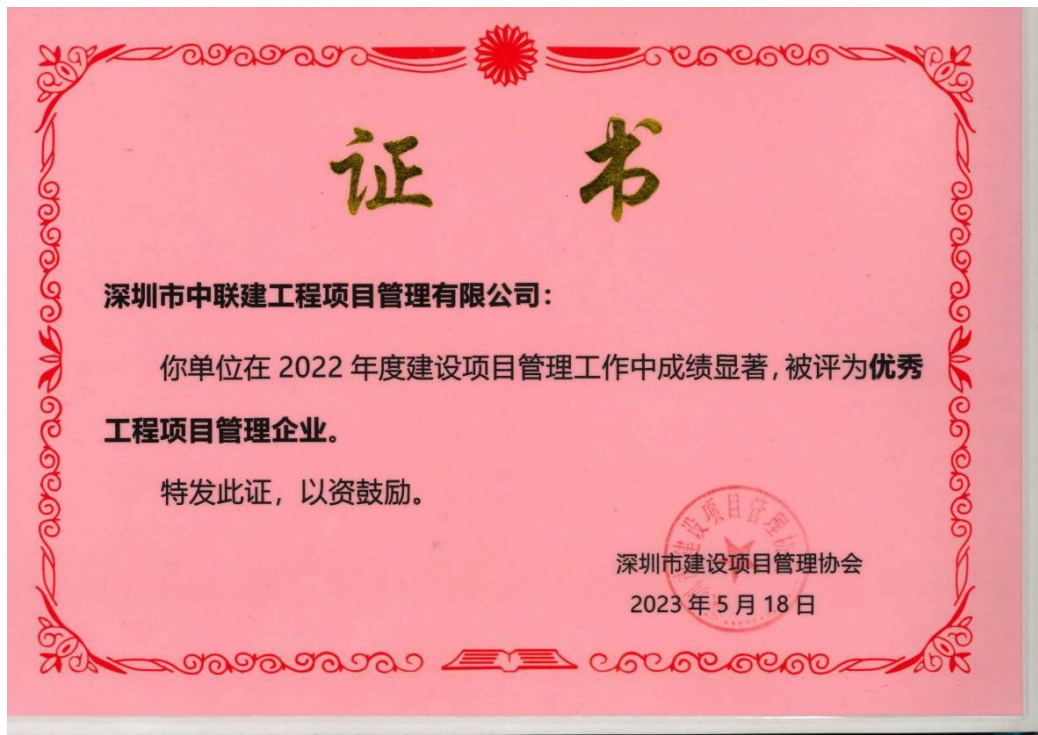 证 书
深圳市中联建工程项目管理有限公司：
你单位在 2022 年度建设项目管理工作中成绩显著，被评为优秀
工程项目管理企业。
特发此证，以资鼓励。
深圳市建设项目管理协会
2023 年 5 月 18 日